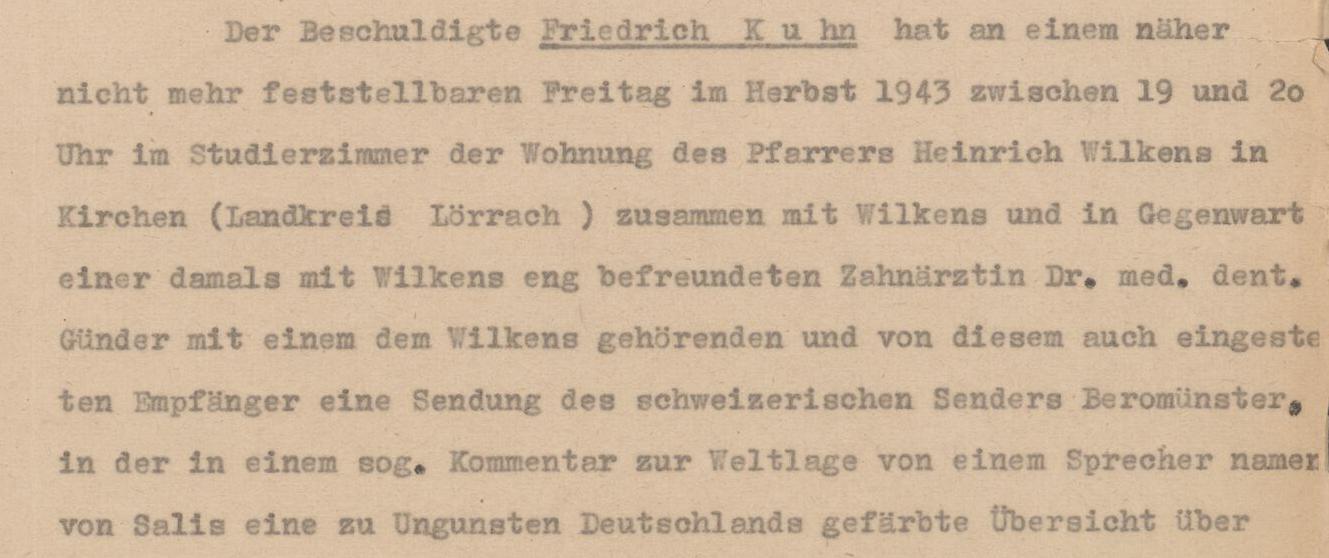 Der Beschuldigte Friedrich K u hn hat an einem näher
nicht mehr feststellbaren Freitag im Herbst 1943 zwischen 19 und 2o
Uhr im Studierzimmer der Wohnung des Pfarrers Heinrich Wilkens in
Kirchen (Landkreis Lörrach ) zusammen mit Wilkens und in Gegenwart
einer damals mit Wilkens eng befreundeten Zahnärztin Dr. med. dent.
Günder mit einem dem Wilkens gehörenden und von diesem auch eingeste
ten Empfänger eine Sendung des schweizerischen Senders Beromünster,
in der in einem sog. Kommentar zur Weltlage von einem Sprecher namen
von Salis eine zu Ungunsten Deutschlands gefärbte Übersicht über